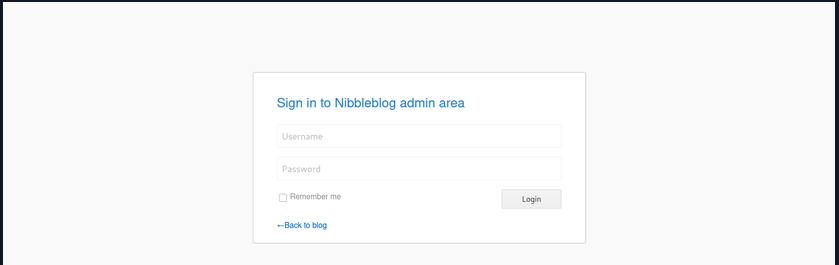 Sign in to Nibbleblog admin area
Username
Password
Remember me
Login
←Back to blog